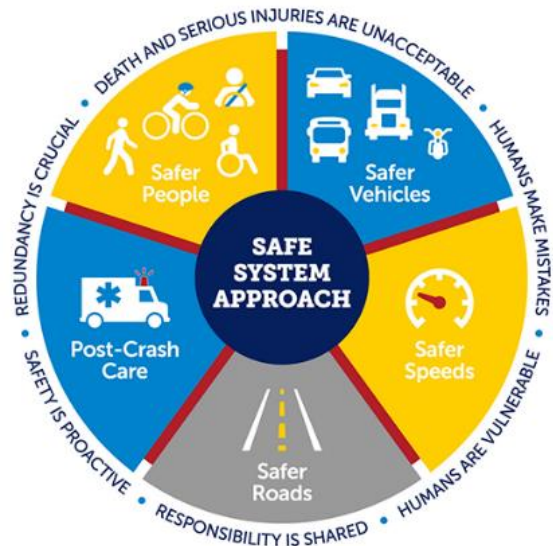 DEATH AND SERIOUS INJURIES ARE UNACCEPTABLE
HUMANS MAKE MISTAKES
HUMANS ARE VULNERABLE
RESPONSIBILITY IS SHARED
SAFETY IS PROACTIVE
REDUNDANCY IS CRUCIAL
Safer
People
Safer
Vehicles
SAFE
SYSTEM
APPROACH
Post-Crash
Care
Safer
Speeds
Safer
Roads